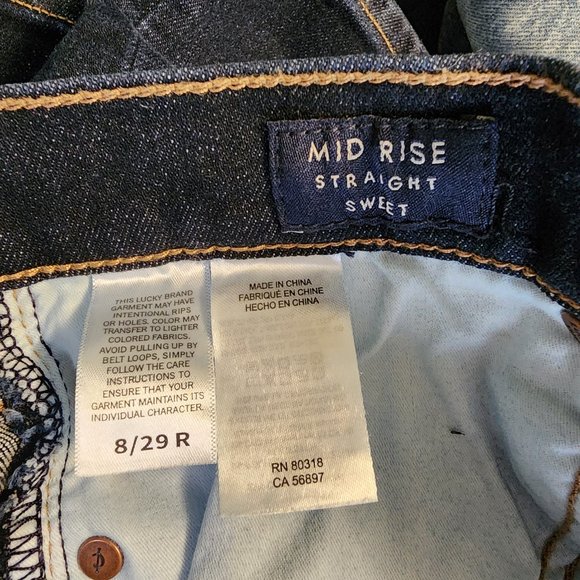 MID RISE
STRAIGHT
SWEET
THIS LUCKY BRAND
GARMENT MAY HAVE
INTENTIONAL RIPS
OR HOLES. COLOR MAY
TRANSFER TO LIGHTER
COLORED FABRICS.
AVOID PULLING UP BY
BELT LOOPS, SIMPLY
FOLLOW THE CARE
INSTRUCTIONS TO
ENSURE THAT YOUR
GARMENT MAINTAINS ITS
INDIVIDUAL CHARACTER.
8/29 R
MADE IN CHINA
FABRIQUÉ EN CHINE
HECHO EN CHINA
RN 80318
CA 56897